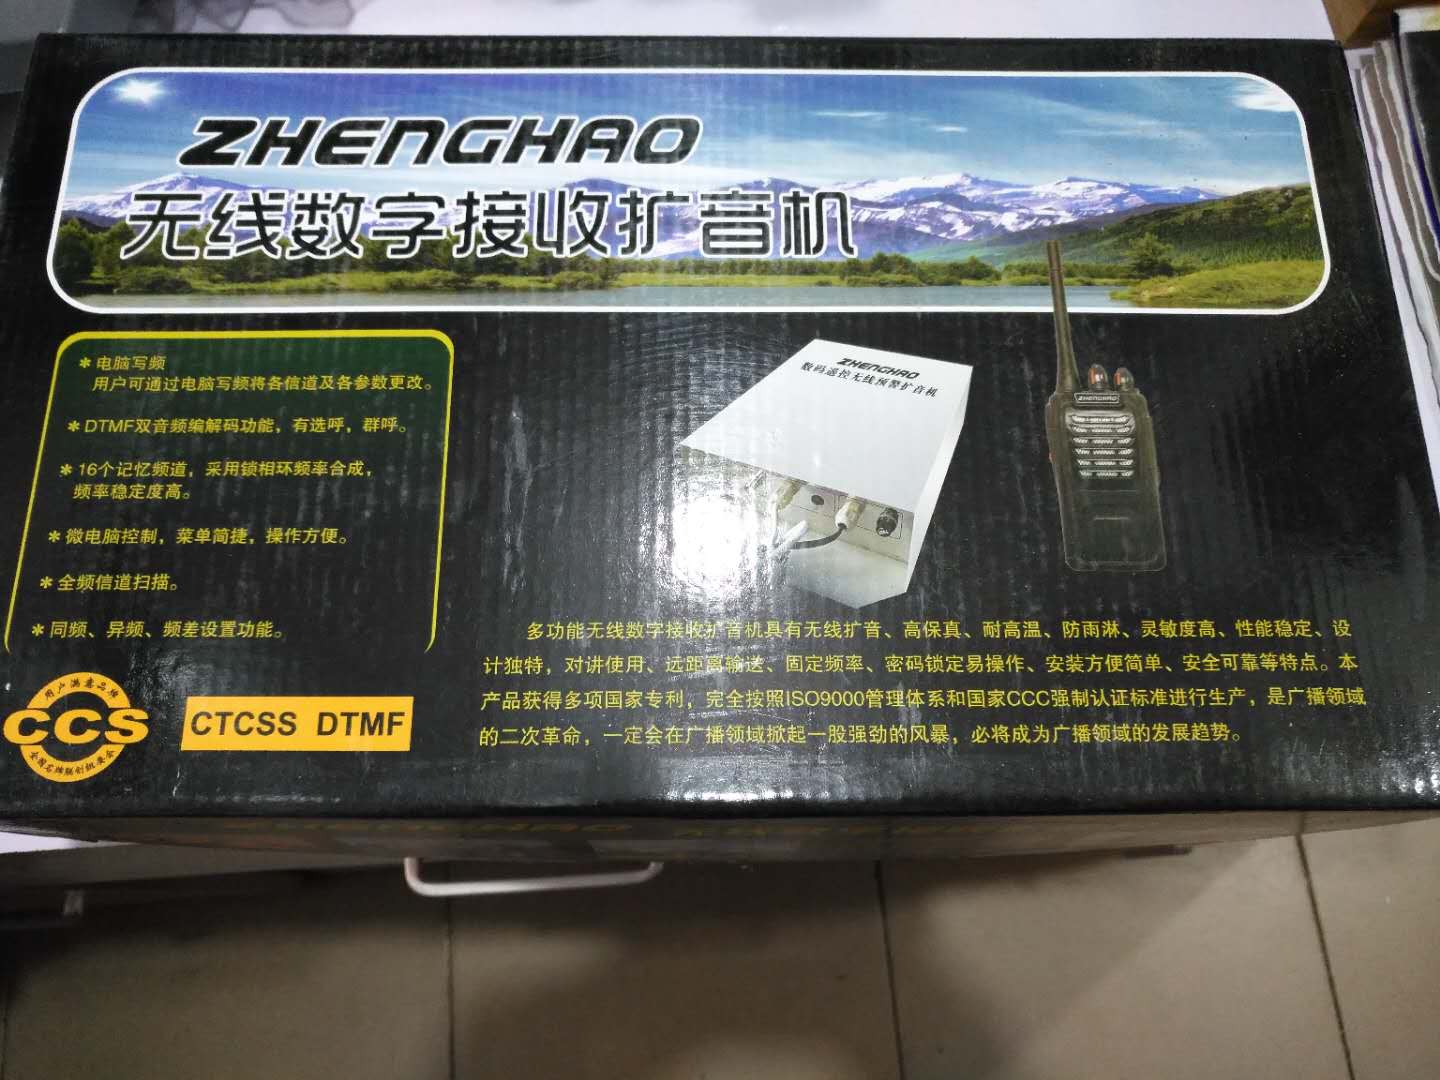 ZHENGHAO
无线数字接收扩音机
* 电脑写频
用户可通过电脑写频将各信道及各参数更改。
* DTMF双音频编解码功能，有选呼，群呼。
* 16个记忆频道，采用锁相环频率合成，
频率稳定度高。
* 微电脑控制，菜单简捷，操作方便。
* 全频信道扫描。
* 同频、异频、频差设置功能。
ZHENGHAO
数码遥控无线预警扩音机
ZHENGHAO
用户满意品牌
CCS
CTCSS DTMF
多功能无线数字接收扩音机具有无线扩音、高保真、耐高温、防雨淋、灵敏度高、性能稳定、设
计独特，对讲使用、远距离输送、固定频率、密码锁定易操作、安装方便简单、安全可靠等特点。本
产品获得多项国家专利，完全按照ISO9000管理体系和国家CCC强制认证标准进行生产，是广播领域
的二次革命，一定会在广播领域掀起一股强劲的风暴，必将成为广播领域的发展趋势。